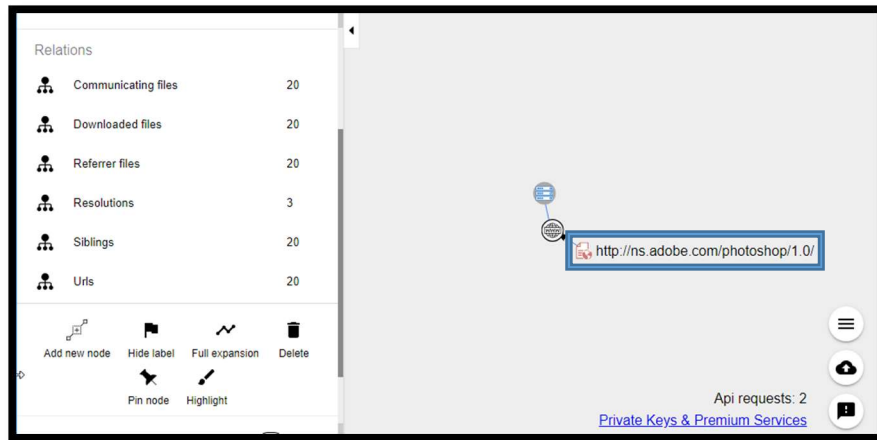 Relations
Communicating files 20
Downloaded files 20
Referrer files 20
Resolutions 3
Siblings 20
Urls 20
Add new node Hide label Full expansion Delete
Pin node Highlight
http://ns.adobe.com/photoshop/1.0/
Api requests: 2
Private Keys & Premium Services